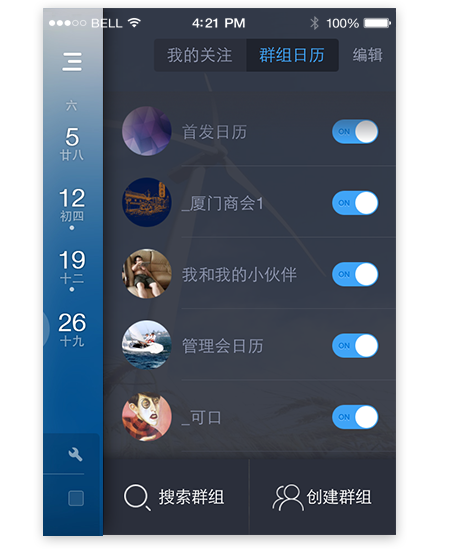 BELL 4:21 PM 100%
我的关注 群组日历 编辑
六
5
廿八
12
初四
19
十二
26
十九
首发日历 ON
_厦门商会1 ON
我和我的小伙伴 ON
管理会日历 ON
_可口 ON
搜索群组 创建群组